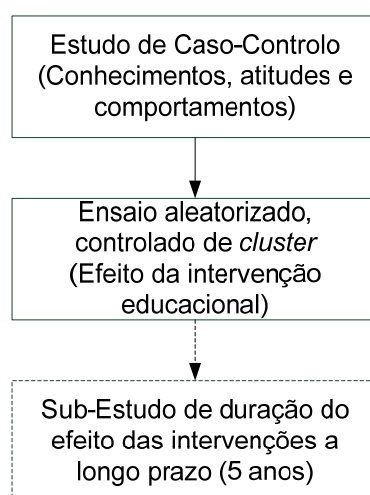 Estudo de Caso-Controlo
(Conhecimentos, atitudes e
comportamentos)
Ensaio aleatorizado,
controlado de cluster
(Efeito da intervenção
educacional)
Sub-Estudo de duração do
efeito das intervenções a
longo prazo (5 anos)